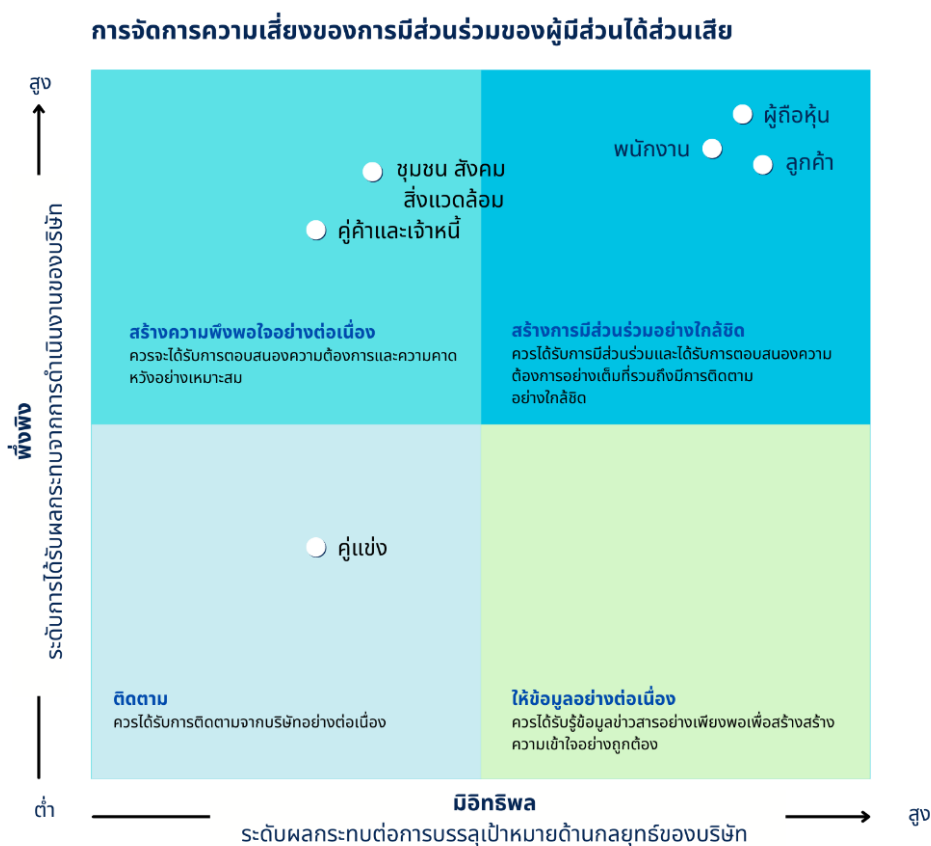 การจัดการความเสี่ยงของการมีส่วนร่วมของผู้มีส่วนได้ส่วนเสีย
สูง
ผู้ถือหุ้น
พนักงาน
ลูกค้า
ชุมชน สังคม
สิ่งแวดล้อม
คู่ค้าและเจ้าหนี้
สร้างความพึงพอใจอย่างต่อเนื่อง
ควรจะได้รับการตอบสนองความต้องการและความคาด
หวังอย่างเหมาะสม
สร้างการมีส่วนร่วมอย่างใกล้ชิด
ควรได้รับการมีส่วนร่วมและได้รับการตอบสนองความ
ต้องการอย่างเต็มที่รวมถึงมีการติดตาม
อย่างใกล้ชิด
พึ่งพิง
ระดับการได้รับผลกระทบจากการดำเนินงานของบริษัท
คู่แข่ง
ติดตาม
ควรได้รับการติดตามจากบริษัทอย่างต่อเนื่อง
ให้ข้อมูลอย่างต่อเนื่อง
ควรได้รับรู้ข้อมูลข่าวสารอย่างเพียงพอเพื่อสร้างสร้าง
ความเข้าใจอย่างถูกต้อง
ต่ำ
มีอิทธิพล
ระดับผลกระทบต่อการบรรลุเป้าหมายด้านกลยุทธ์ของบริษัท
สูง